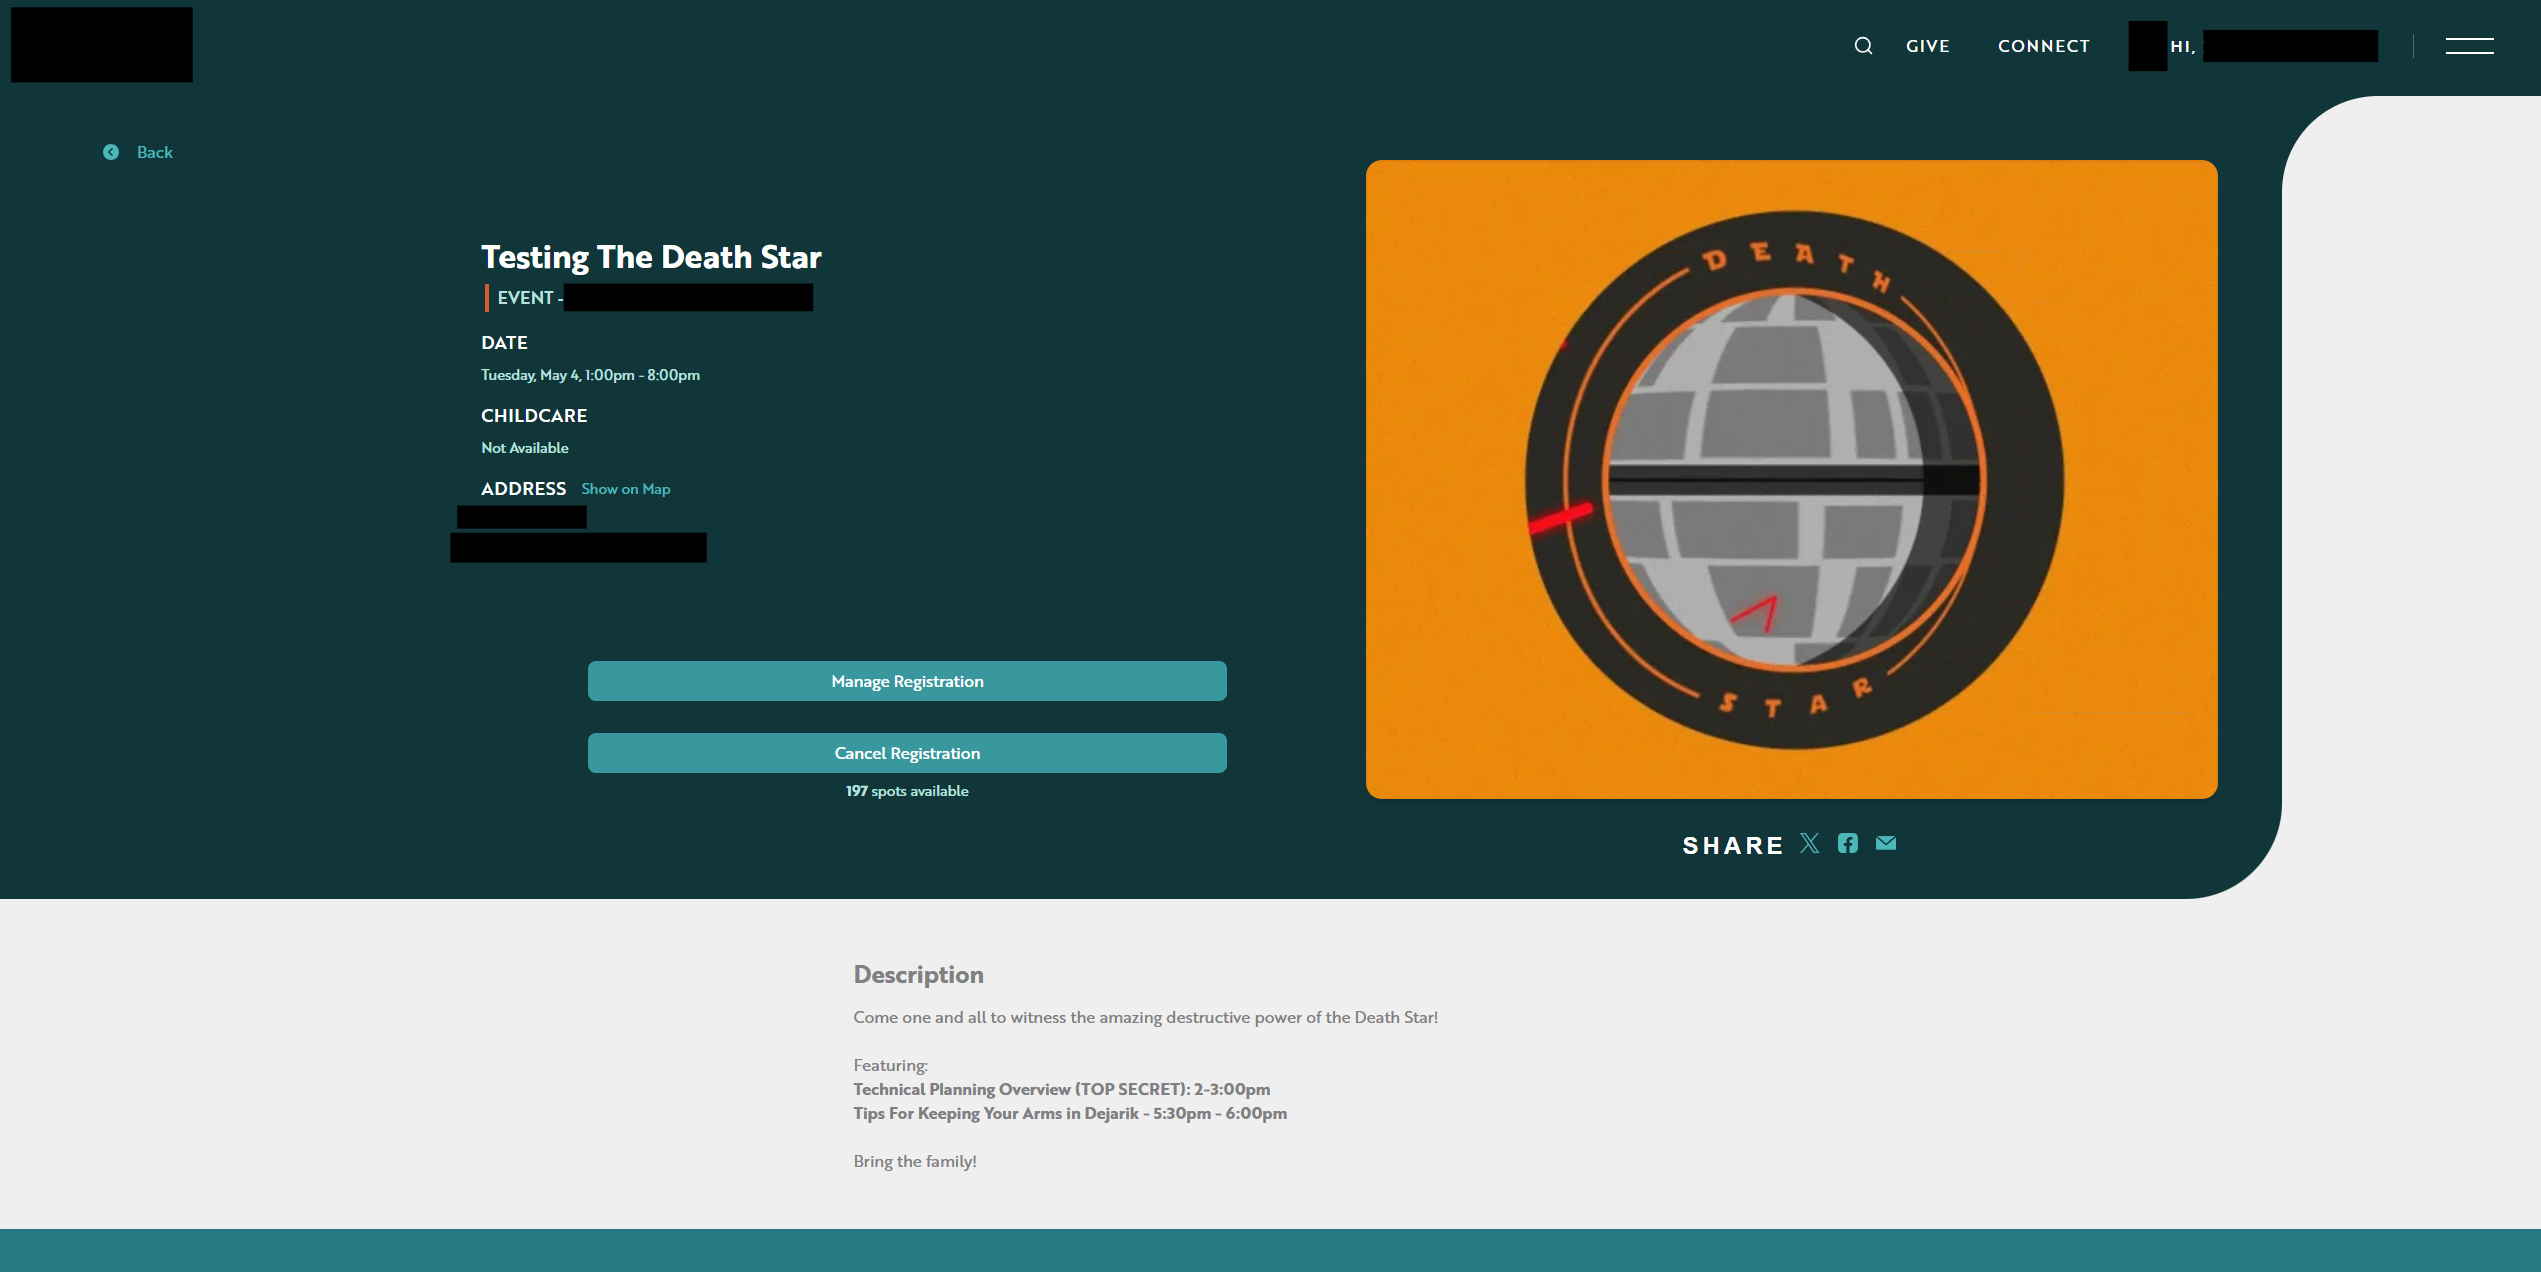 GIVE
CONNECT
HI,
Back
Testing The Death Star
EVENT -
DATE
Tuesday, May 4, 1:00pm - 8:00pm
CHILDCARE
Not Available
ADDRESS Show on Map
Manage Registration
Cancel Registration
197 spots available
DEATH
STAR
SHARE
Description
Come one and all to witness the amazing destructive power of the Death Star!
Featuring:
Technical Planning Overview (TOP SECRET): 2-3:00pm
Tips For Keeping Your Arms in Dejarik - 5:30pm - 6:00pm
Bring the family!